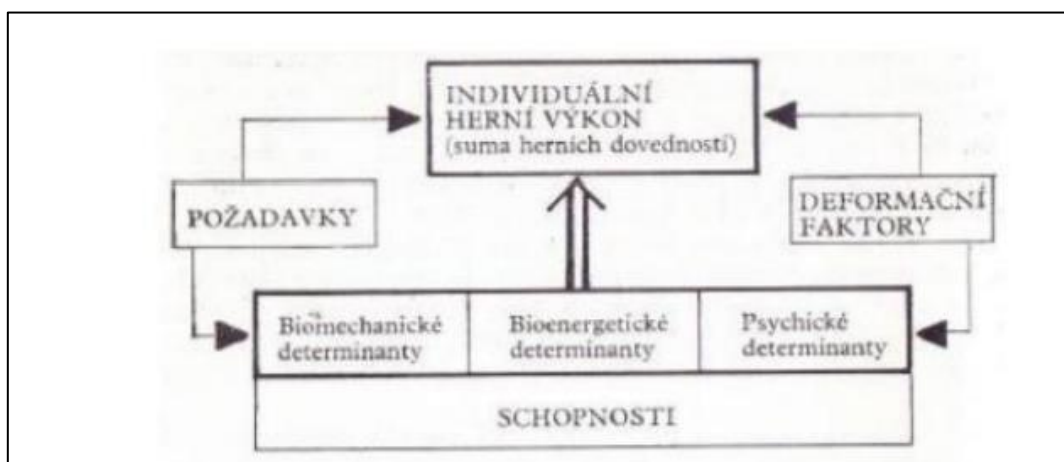 INDIVIDUÁLNÍ
HERNÍ VÝKON
(suma herních dovedností)
POŽADAVKY
DEFORMAČNÍ
FAKTORY
Biomechanické
determinanty
Bioenergetické
determinanty
Psychické
determinanty
SCHOPNOSTI